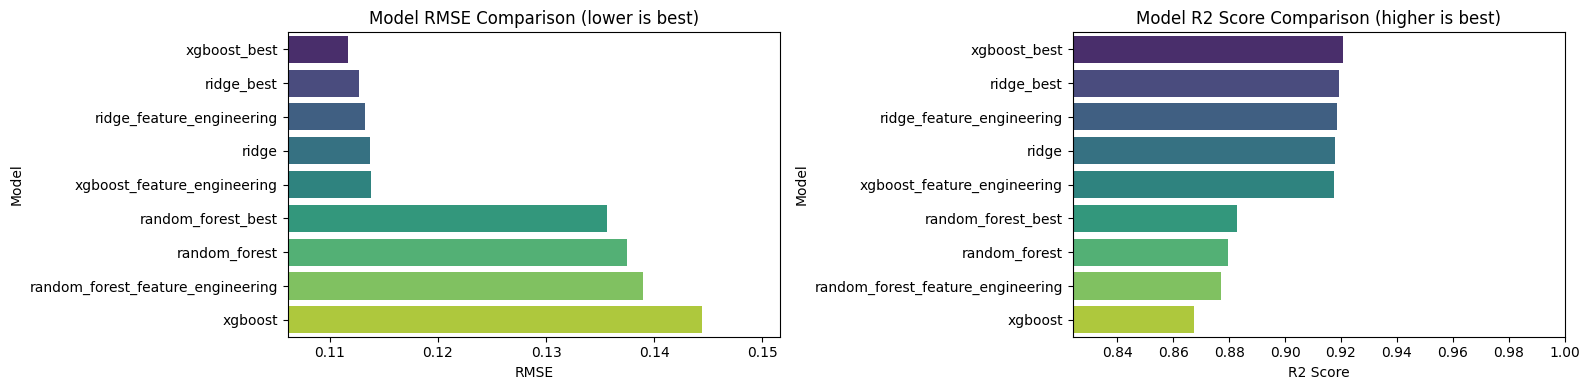 Model RMSE Comparison (lower is best)
Model
xgboost_best
ridge_best
ridge_feature_engineering
ridge
xgboost_feature_engineering
random_forest_best
random_forest
random_forest_feature_engineering
xgboost
0.11 0.12 0.13 0.14 0.15
RMSE
Model R2 Score Comparison (higher is best)
Model
xgboost_best
ridge_best
ridge_feature_engineering
ridge
xgboost_feature_engineering
random_forest_best
random_forest
random_forest_feature_engineering
xgboost
0.84 0.86 0.88 0.90 0.92 0.94 0.96 0.98 1.00
R2 Score